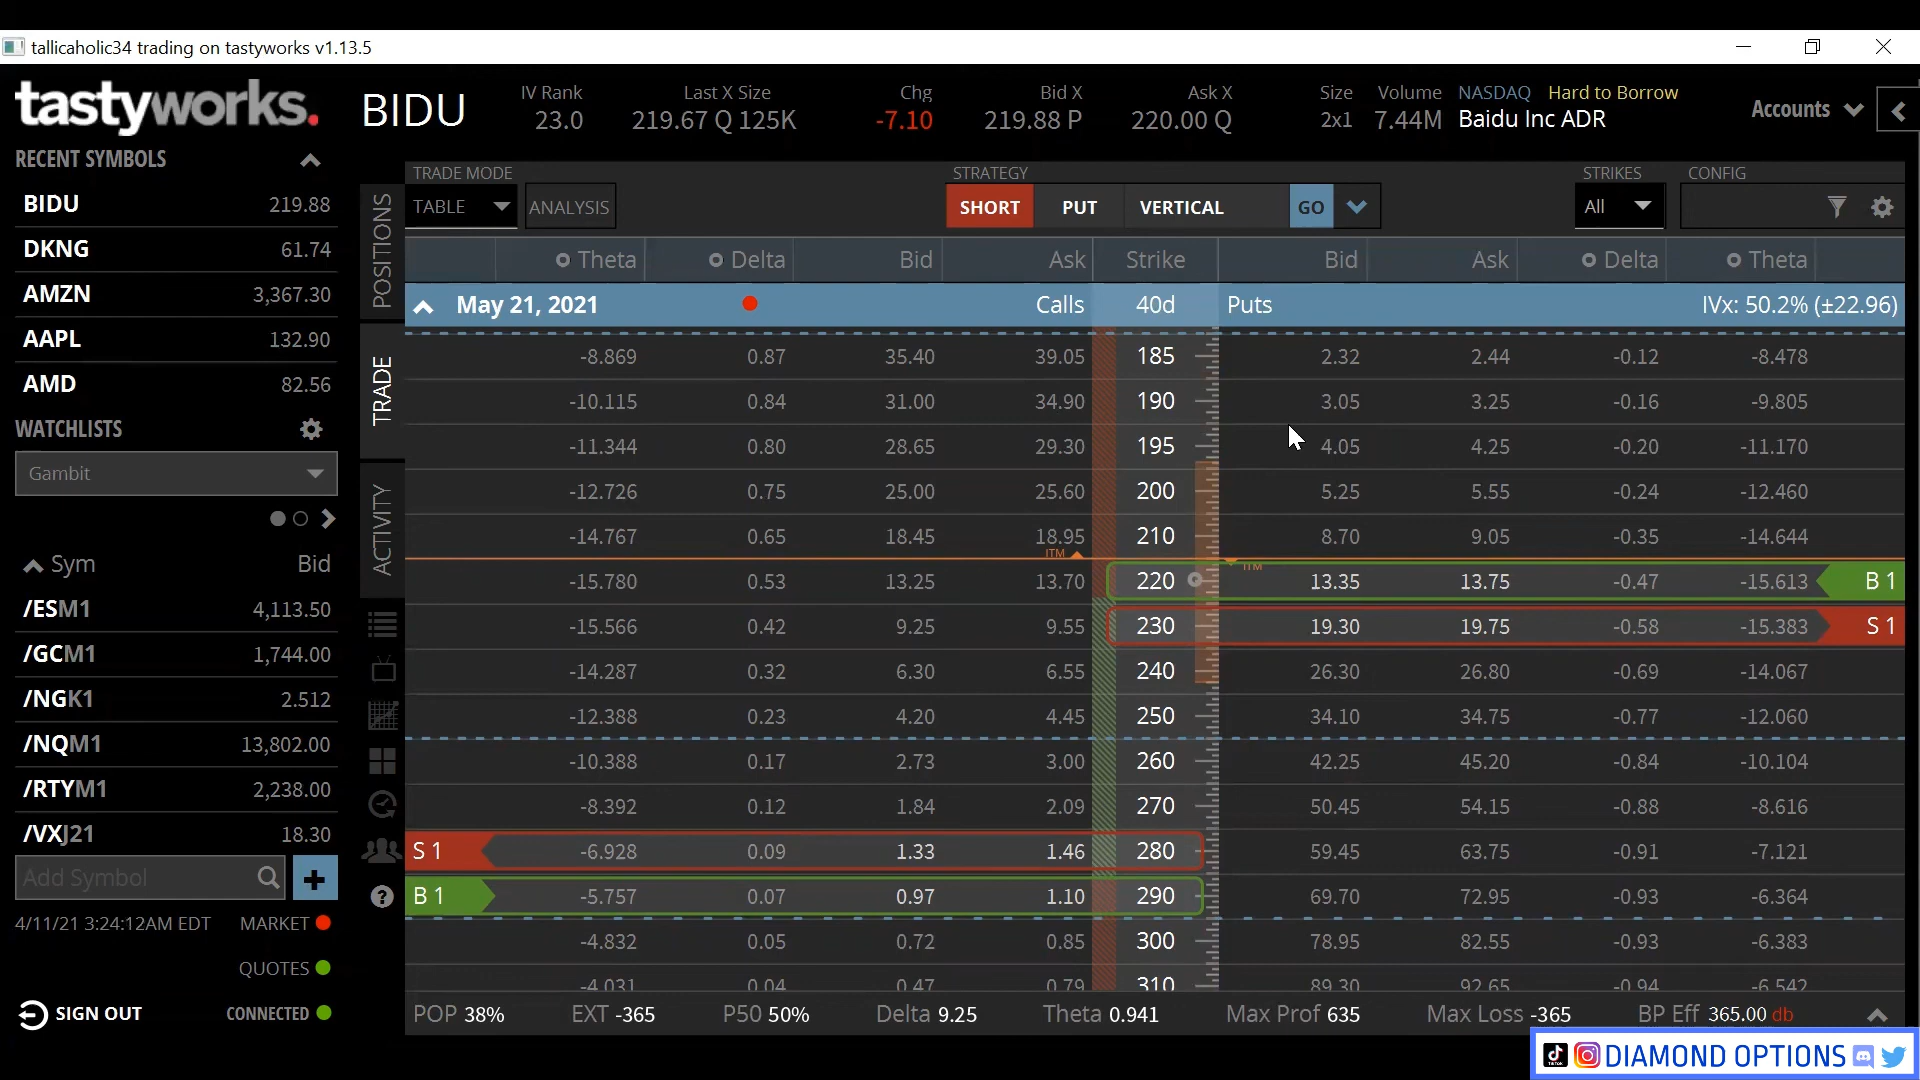 tallicaholic34 trading on tastyworks v1.13.5
tastyworks.
BIDU
IV Rank 23.0
Last X Size 219.67 Q 125K
Chg -7.10
Bid X 219.88 P
Ask X 220.00 Q
Size 2x1
Volume 7.44M
NASDAQ Hard to Borrow
Baidu Inc ADR
Accounts
RECENT SYMBOLS
BIDU 219.88
DKNG 61.74
AMZN 3,367.30
AAPL 132.90
AMD 82.56
WATCHLISTS
Gambit
Sym Bid
/ESM1 4,113.50
/GCM1 1,744.00
/NGK1 2.512
/NQM1 13,802.00
/RTYM1 2,238.00
/VXJ21 18.30
Add Symbol
4/11/21 3:24:12AM EDT MARKET
QUOTES
SIGN OUT CONNECTED
POSITIONS
TRADE
ACTIVITY
TRADE MODE STRATEGY STRIKES CONFIG
TABLE ANALYSIS SHORT PUT VERTICAL GO All
Theta Delta Bid Ask Strike Bid Ask Delta Theta
May 21, 2021 Calls 40d Puts IVx: 50.2% (±22.96)
-8.869 0.87 35.40 39.05 185 2.32 2.44 -0.12 -8.478
-10.115 0.84 31.00 34.90 190 3.05 3.25 -0.16 -9.805
-11.344 0.80 28.65 29.30 195 4.05 4.25 -0.20 -11.170
-12.726 0.75 25.00 25.60 200 5.25 5.55 -0.24 -12.460
-14.767 0.65 18.45 18.95 210 8.70 9.05 -0.35 -14.644
ITM ITM
-15.780 0.53 13.25 13.70 220 13.35 13.75 -0.47 -15.613 B 1
-15.566 0.42 9.25 9.55 230 19.30 19.75 -0.58 -15.383 S 1
-14.287 0.32 6.30 6.55 240 26.30 26.80 -0.69 -14.067
-12.388 0.23 4.20 4.45 250 34.10 34.75 -0.77 -12.060
-10.388 0.17 2.73 3.00 260 42.25 45.20 -0.84 -10.104
-8.392 0.12 1.84 2.09 270 50.45 54.15 -0.88 -8.616
S 1 -6.928 0.09 1.33 1.46 280 59.45 63.75 -0.91 -7.121
B 1 -5.757 0.07 0.97 1.10 290 69.70 72.95 -0.93 -6.364
-4.832 0.05 0.72 0.85 300 78.95 82.55 -0.93 -6.383
-4.031 0.04 0.47 0.79 310 89.30 92.65 -0.94 -6.542
POP 38% EXT -365 P50 50% Delta 9.25 Theta 0.941 Max Prof 635 Max Loss -365 BP Eff 365.00 db
DIAMOND OPTIONS